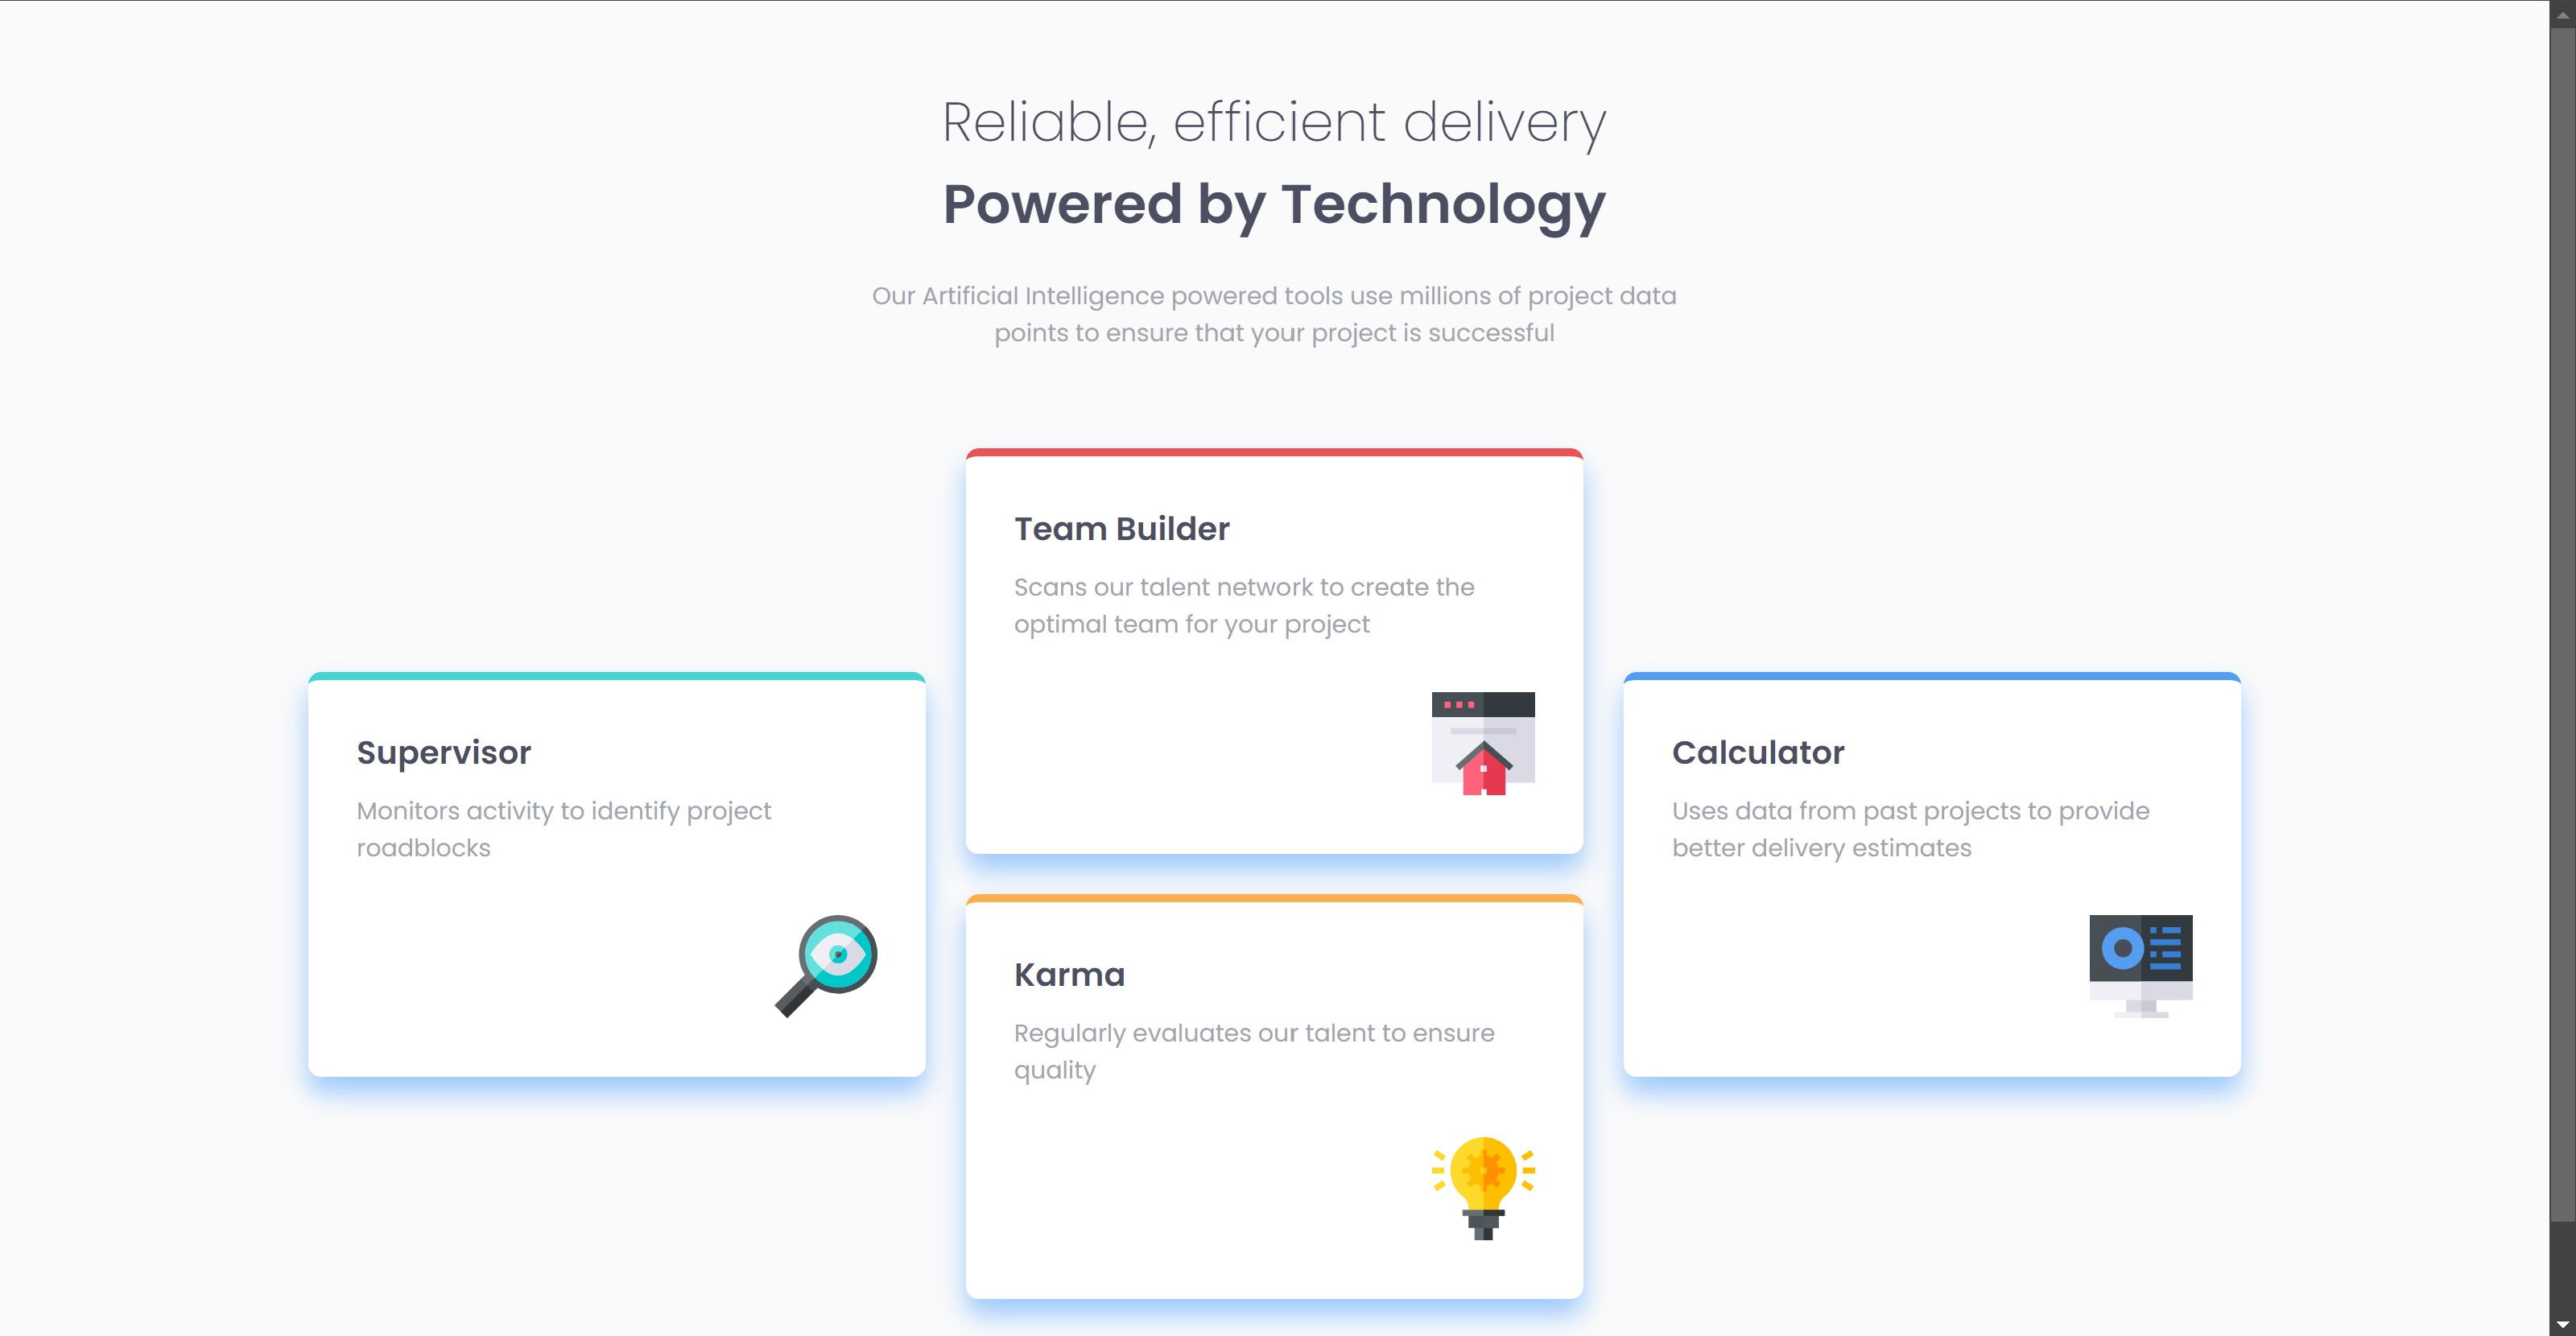 Reliable, efficient delivery
Powered by Technology
Our Artificial Intelligence powered tools use millions of project data
points to ensure that your project is successful
Team Builder
Scans our talent network to create the
optimal team for your project
Supervisor
Monitors activity to identify project
roadblocks
Calculator
Uses data from past projects to provide
better delivery estimates
Karma
Regularly evaluates our talent to ensure
quality